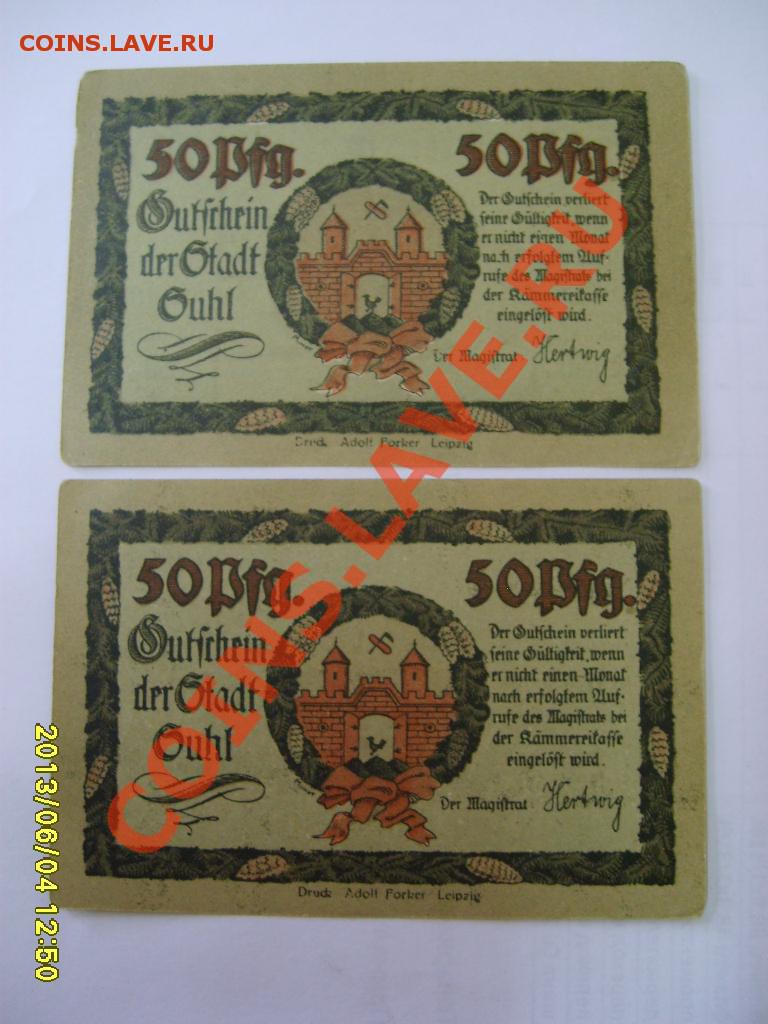 COINS.LAVE.RU
50 Pfg. 50 Pfg.
Gutschein
der Stadt
Suhl
Der Gutschein verliert
seine Gültigkeit, wenn
er nicht einen Monat
nach erfolgtem Auf-
rufe des Magistrats bei
der Kämmereikasse
eingelöst wird.
Der Magistrat: Hertwig
Druck Adolf Forker Leipzig
50 Pfg. 50 Pfg.
Gutschein
der Stadt
Suhl
Der Gutschein verliert
seine Gültigkeit, wenn
er nicht einen Monat
nach erfolgtem Auf-
rufe des Magistrats bei
der Kämmereikasse
eingelöst wird.
Der Magistrat: Hertwig
Druck Adolf Forker Leipzig
COINS.LAVE.RU
2013/06/04 12:50